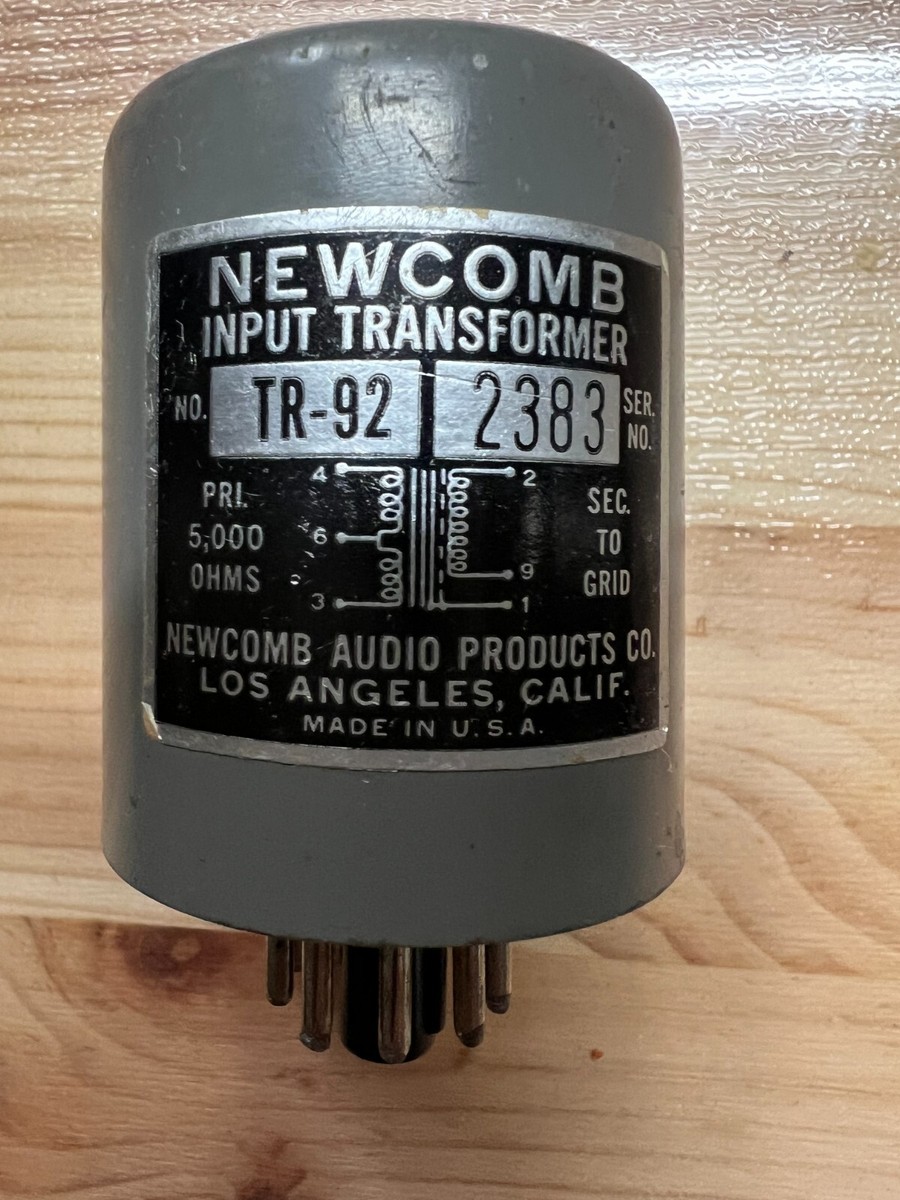 NEWCOMB
INPUT TRANSFORMER
NO. TR-92 2383 SER. NO.
4 2
PRI. SEC.
5,000 6 TO
OHMS 9 GRID
3 1
NEWCOMB AUDIO PRODUCTS CO.
LOS ANGELES, CALIF.
MADE IN U.S.A.